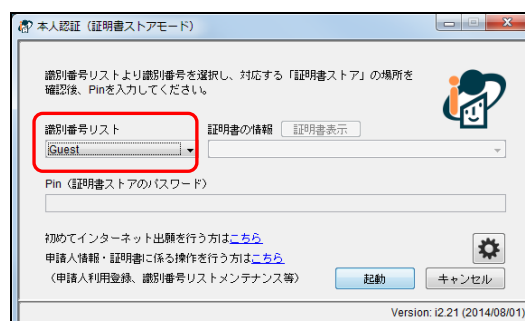 本人認証（証明書ストアモード）
識別番号リストより識別番号を選択し、対応する「証明書ストア」の場所を
確認後、Pinを入力してください。
識別番号リスト 証明書の情報 証明書表示
Guest
Pin（証明書ストアのパスワード）
初めてインターネット出願を行う方はこちら
申請人情報・証明書に係る操作を行う方はこちら
（申請人利用登録、識別番号リストメンテナンス等） 起動 キャンセル
Version: i2.21 (2014/08/01)